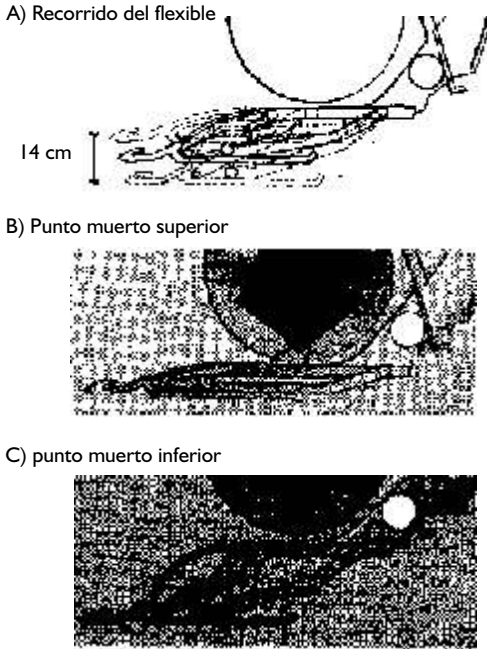 A) Recorrido del flexible
14 cm
B) Punto muerto superior
C) punto muerto inferior